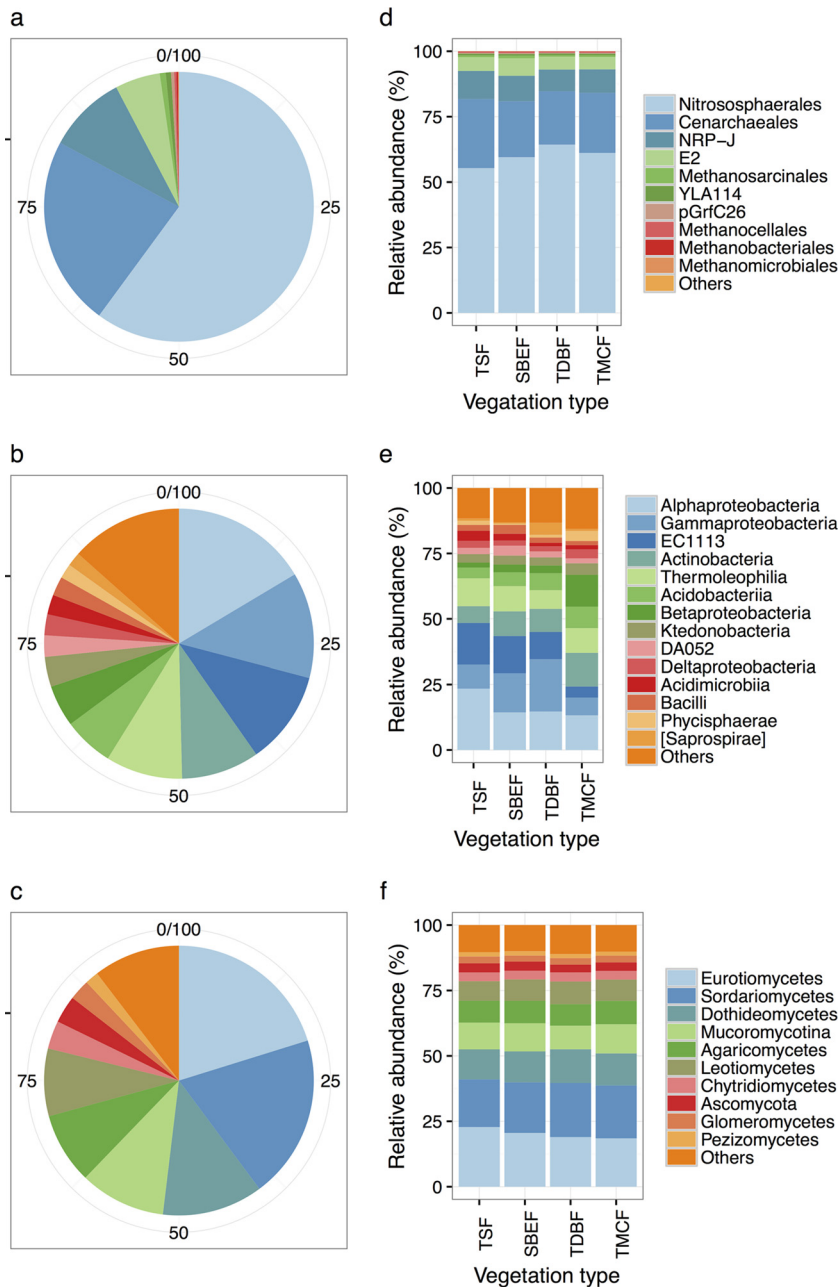 a
0/100
25
50
75
d
Relative abundance (%)
100
75
50
25
0
TSF
SBEF
TDBF
TMCF
Vegatation type
Nitrososphaerales
Cenarchaeales
NRP-J
E2
Methanosarcinales
YLA114
pGrfC26
Methanocellales
Methanobacteriales
Methanomicrobiales
Others
b
0/100
25
50
75
e
Relative abundance (%)
100
75
50
25
0
TSF
SBEF
TDBF
TMCF
Vegetation type
Alphaproteobacteria
Gammaproteobacteria
EC1113
Actinobacteria
Thermoleophilia
Acidobacteriia
Betaproteobacteria
Ktedonobacteria
DA052
Deltaproteobacteria
Acidimicrobiia
Bacilli
Phycisphaerae
[Saprospirae]
Others
c
0/100
25
50
75
f
Relative abundance (%)
100
75
50
25
0
TSF
SBEF
TDBF
TMCF
Vegetation type
Eurotiomycetes
Sordariomycetes
Dothideomycetes
Mucoromycotina
Agaricomycetes
Leotiomycetes
Chytridiomycetes
Ascomycota
Glomeromycetes
Pezizomycetes
Others